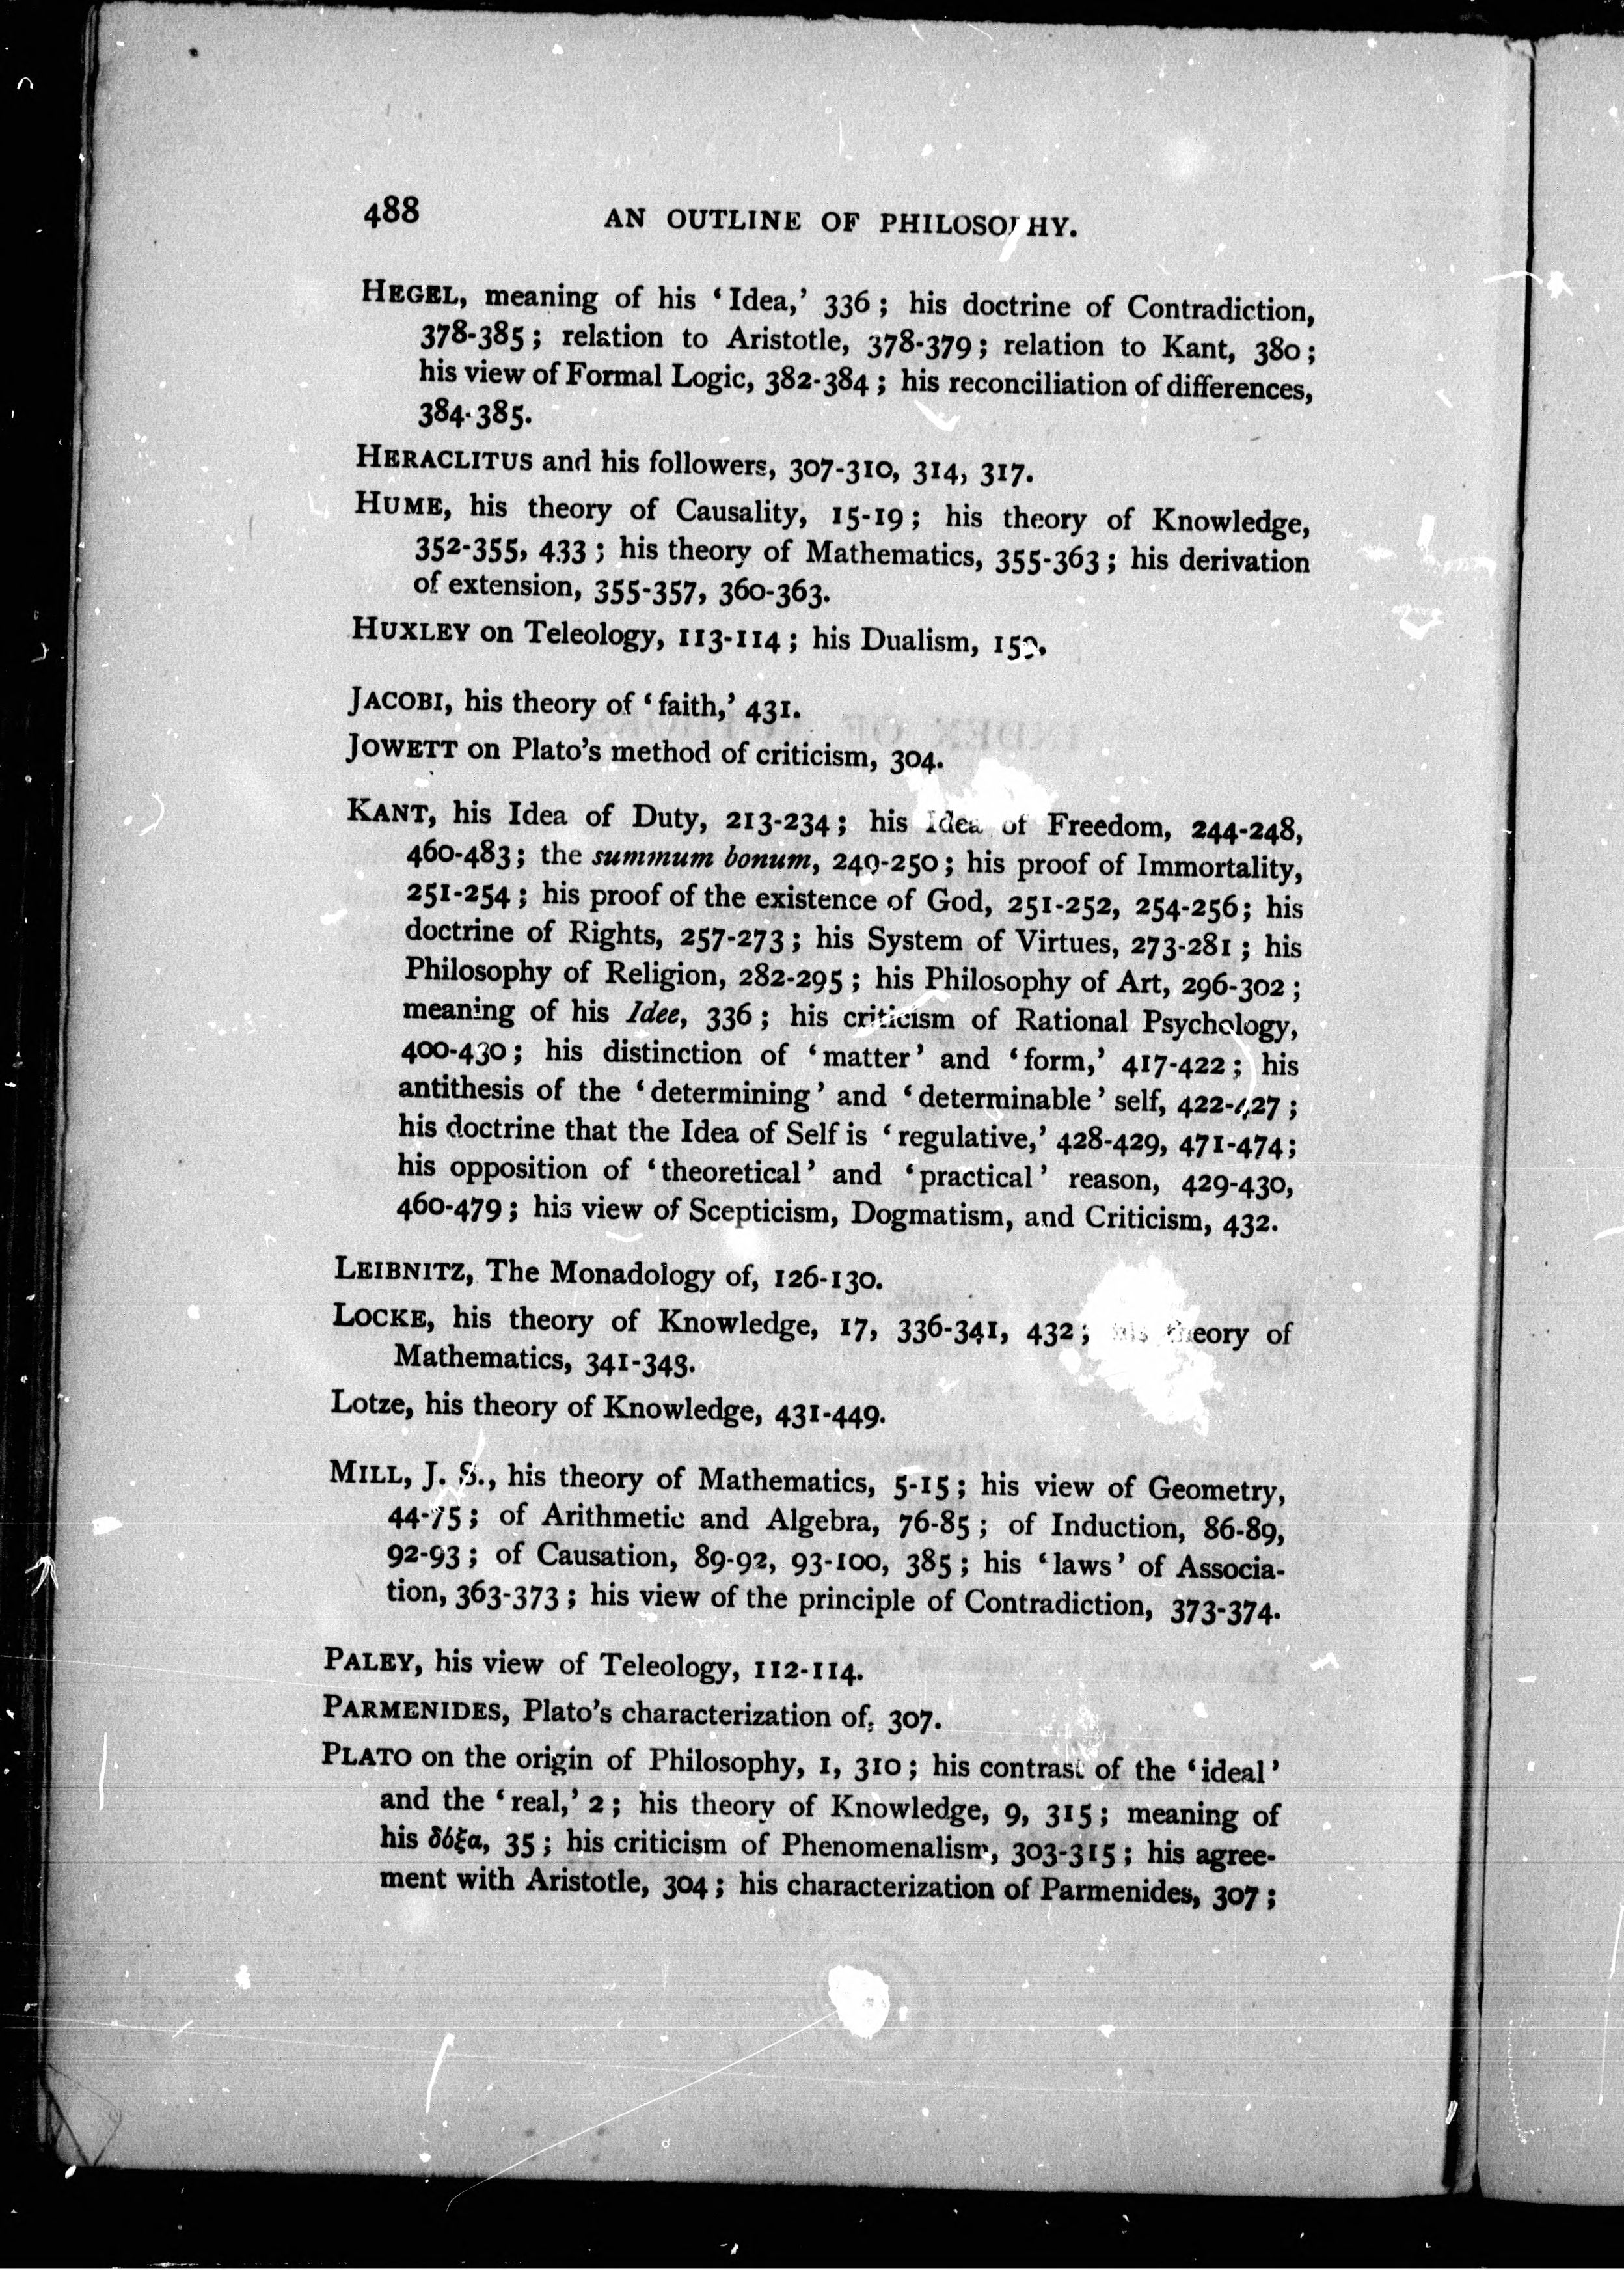 488 AN OUTLINE OF PHILOSOPHY.
HEGEL, meaning of his ‘Idea,’ 336; his doctrine of Contradiction,
378-385; relation to Aristotle, 378-379; relation to Kant, 380;
his view of Formal Logic, 382-384; his reconciliation of differences,
384-385.
HERACLITUS and his followers, 307-310, 314, 317.
HUME, his theory of Causality, 15-19; his theory of Knowledge,
352-355, 433; his theory of Mathematics, 355-363; his derivation
of extension, 355-357, 360-363.
HUXLEY on Teleology, 113-114; his Dualism,
JACOBI, his theory of ‘faith,’ 431.
JOWETT on Plato’s method of criticism, 304.
KANT, his Idea of Duty, 213-234; his Idea of Freedom, 244-248,
460-483; the summum bonum, 249-250; his proof of Immortality,
251-254; his proof of the existence of God, 251-252, 254-256; his
doctrine of Rights, 257-273; his System of Virtues, 273-281; his
Philosophy of Religion, 282-295; his Philosophy of Art, 296-302;
meaning of his Idee, 336; his criticism of Rational Psychology,
400-430; his distinction of ‘matter’ and ‘form,’ 417-422; his
antithesis of the ‘determining’ and ‘determinable’ self, 422-427;
his doctrine that the Idea of Self is ‘regulative,’ 428-429, 471-474;
his opposition of ‘theoretical’ and ‘practical’ reason, 429-430,
460-479; his view of Scepticism, Dogmatism, and Criticism, 432.
LEIBNITZ, The Monadology of, 126-130.
LOCKE, his theory of Knowledge, 17, 336-341, 432; his theory of
Mathematics, 341-343.
Lotze, his theory of Knowledge, 431-449.
MILL, J. S., his theory of Mathematics, 5-15; his view of Geometry,
44-75; of Arithmetic and Algebra, 76-85; of Induction, 86-89,
92-93; of Causation, 89-92, 93-100, 385; his ‘laws’ of Associa-
tion, 363-373; his view of the principle of Contradiction, 373-374.
PALEY, his view of Teleology, 112-114.
PARMENIDES, Plato’s characterization of, 307.
PLATO on the origin of Philosophy, 1, 310; his contrast of the ‘ideal’
and the ‘real,’ 2; his theory of Knowledge, 9, 315; meaning of
his δόξα, 35; his criticism of Phenomenalism, 303-315; his agree-
ment with Aristotle, 304; his characterization of Parmenides, 307;